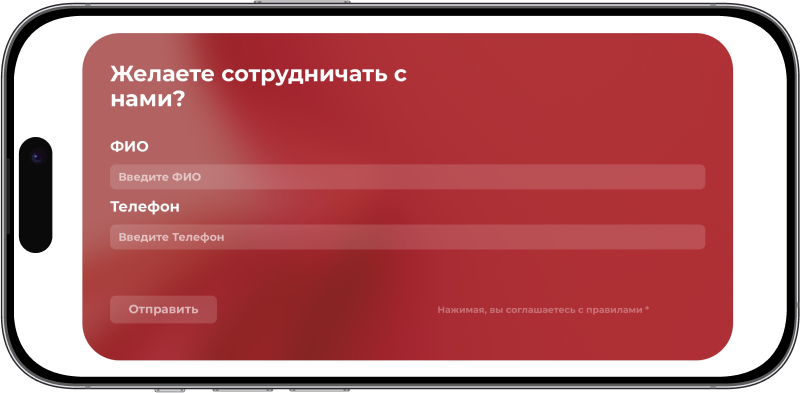 Желаете сотрудничать с
нами?
ФИО
Введите ФИО
Телефон
Введите Телефон
Отправить
Нажимая, вы соглашаетесь с правилами *